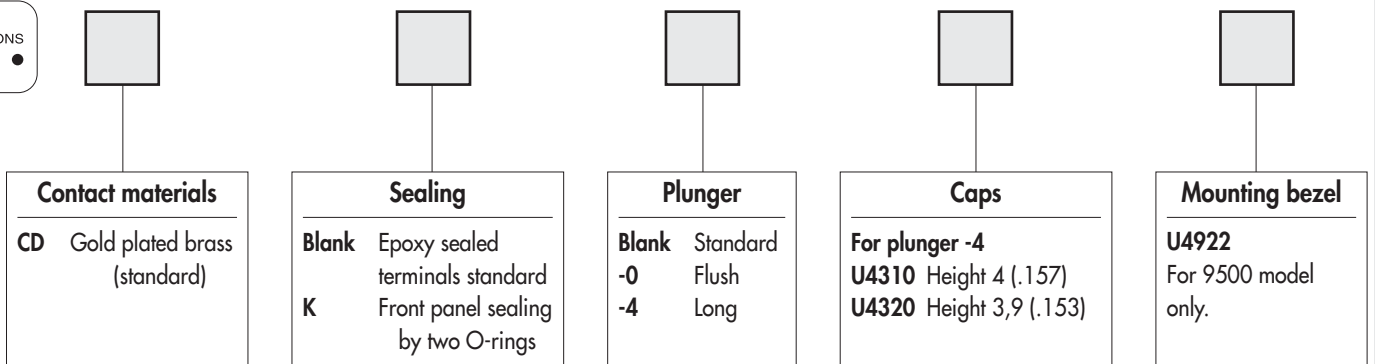 Contact materials
CD Gold plated brass
(standard)
Sealing
Blank Epoxy sealed
terminals standard
K Front panel sealing
by two O-rings
Plunger
Blank Standard
-0 Flush
-4 Long
Caps
For plunger -4
U4310 Height 4 (.157)
U4320 Height 3,9 (.153)
Mounting bezel
U4922
For 9500 model
only.